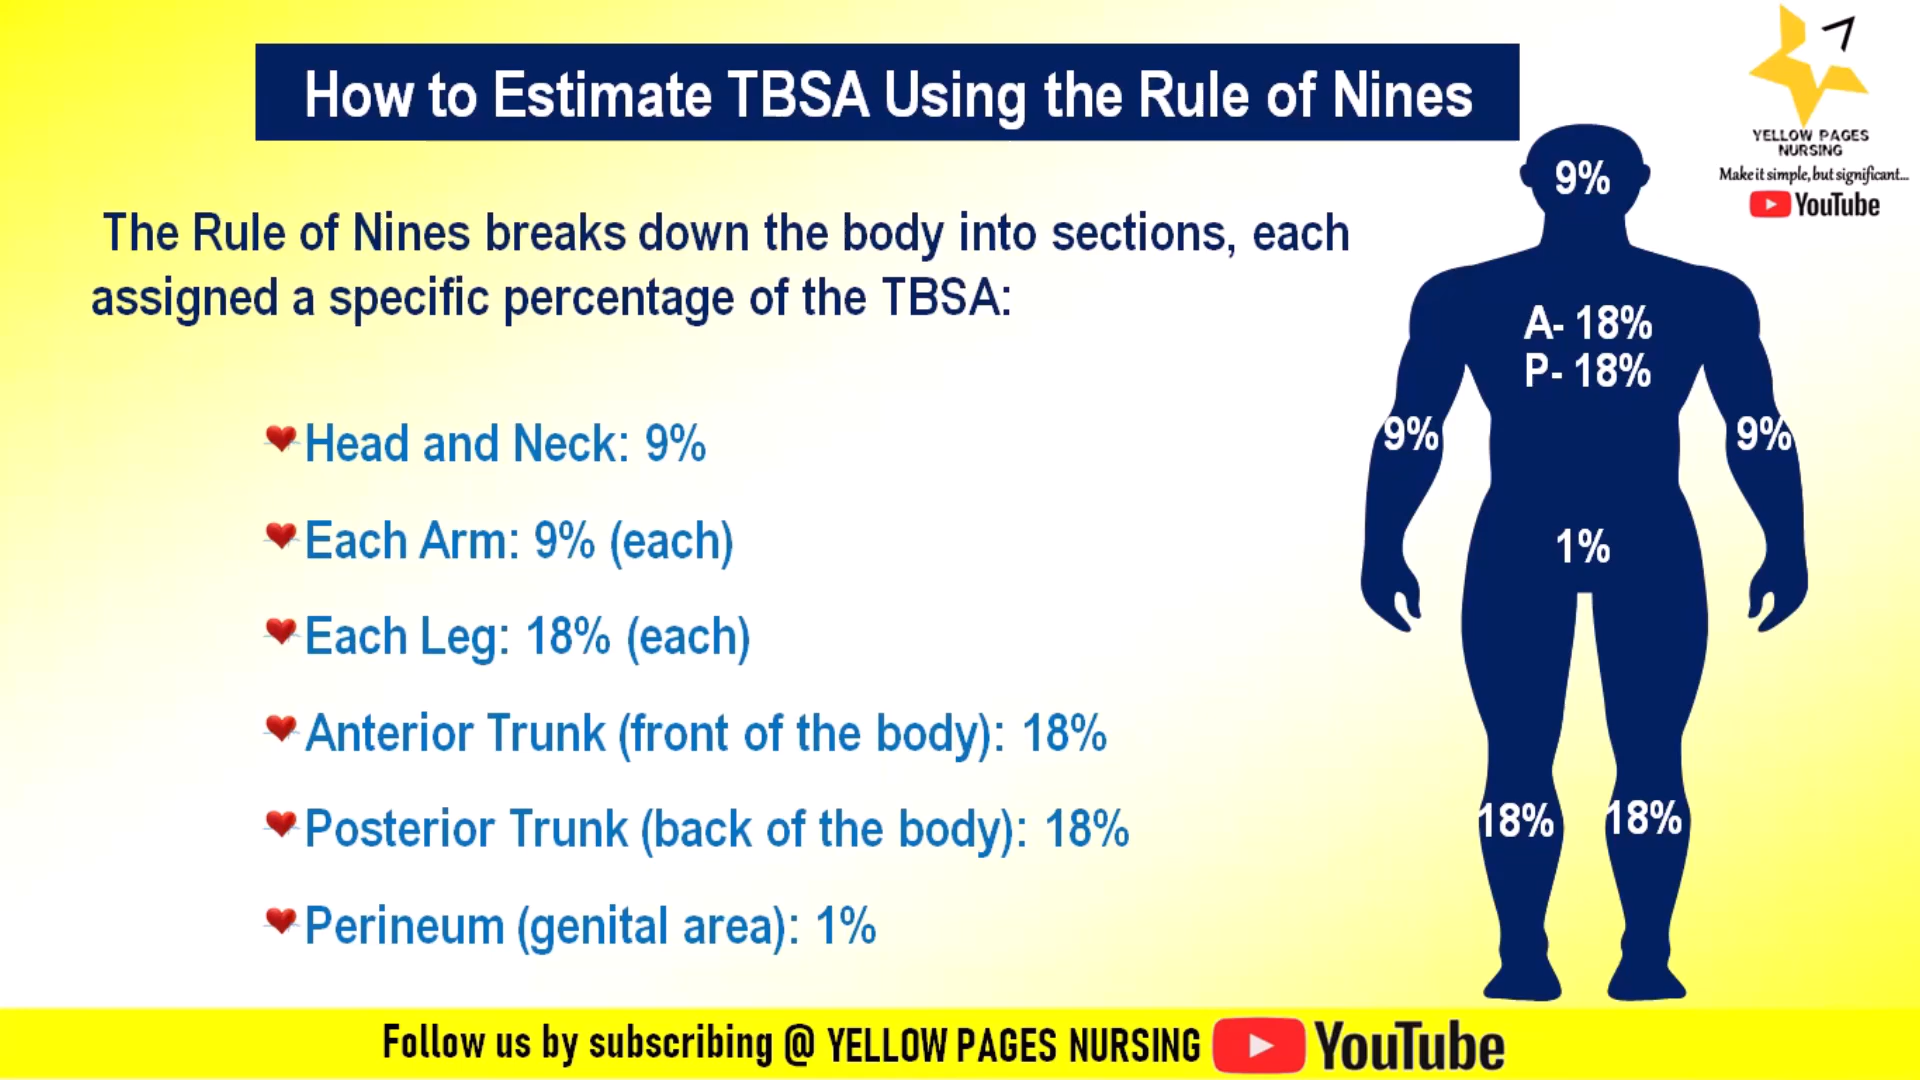 How to Estimate TBSA Using the Rule of Nines
YELLOW PAGES
NURSING
Make it simple, but significant...
YouTube
The Rule of Nines breaks down the body into sections, each
assigned a specific percentage of the TBSA:
Head and Neck: 9%
Each Arm: 9% (each)
Each Leg: 18% (each)
Anterior Trunk (front of the body): 18%
Posterior Trunk (back of the body): 18%
Perineum (genital area): 1%
9%
A- 18%
P- 18%
9%
9%
1%
18%
18%
Follow us by subscribing @ YELLOW PAGES NURSING YouTube